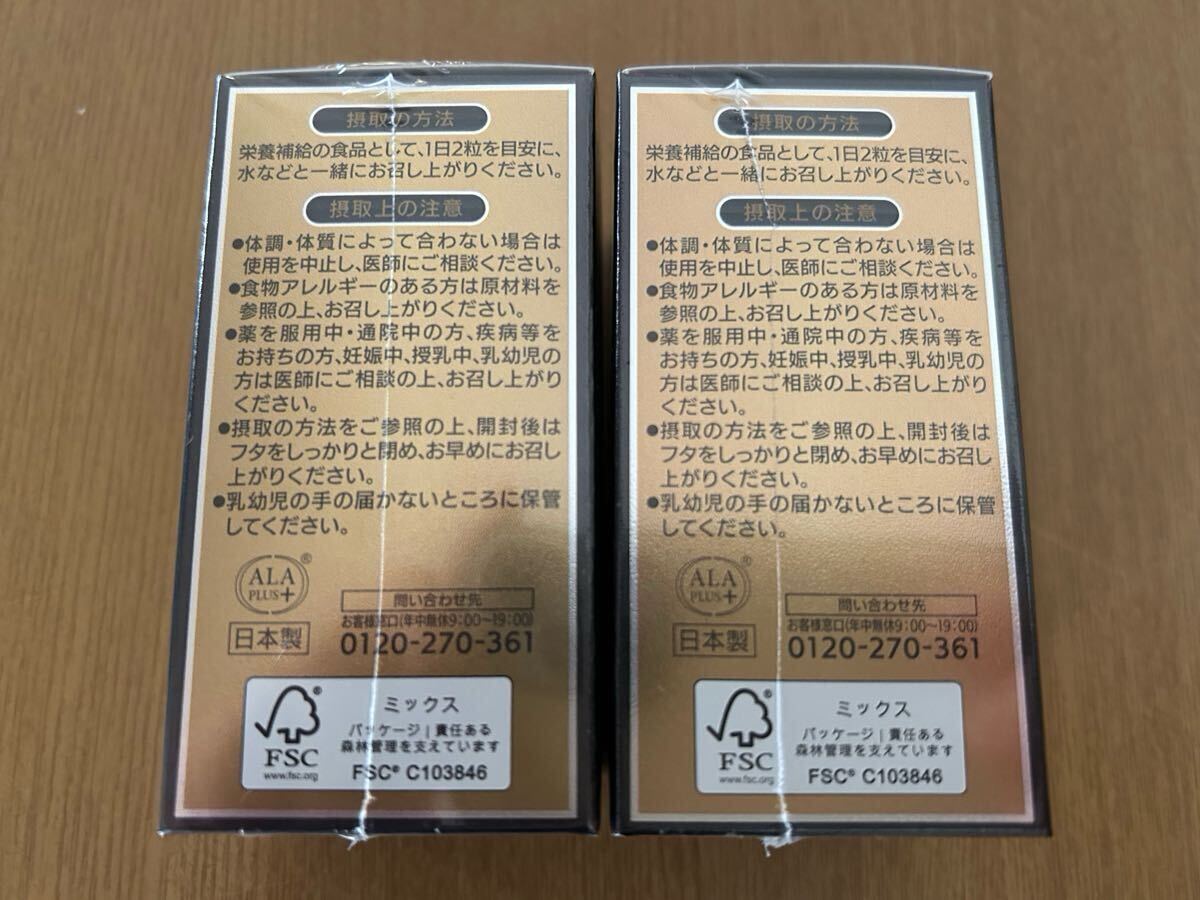 摂取の方法
栄養補給の食品として、1日2粒を目安に、
水などと一緒にお召し上がりください。
摂取上の注意
●体調・体質によって合わない場合は
使用を中止し、医師にご相談ください。
●食物アレルギーのある方は原材料を
参照の上、お召し上がりください。
●薬を服用中・通院中の方、疾病等を
お持ちの方、妊娠中、授乳中、乳幼児の
方は医師にご相談の上、お召し上がり
ください。
●摂取の方法をご参照の上、開封後は
フタをしっかりと閉め、お早めにお召し
上がりください。
●乳幼児の手の届かないところに保管
してください。
ALA
PLUS+
®
日本製
問い合わせ先
お客様窓口(年中無休9:00〜19:00)
0120-270-361
®
FSC
www.fsc.org
ミックス
パッケージ|責任ある
森林管理を支えています
FSC® C103846
摂取の方法
栄養補給の食品として、1日2粒を目安に、
水などと一緒にお召し上がりください。
摂取上の注意
●体調・体質によって合わない場合は
使用を中止し、医師にご相談ください。
●食物アレルギーのある方は原材料を
参照の上、お召し上がりください。
●薬を服用中・通院中の方、疾病等を
お持ちの方、妊娠中、授乳中、乳幼児の
方は医師にご相談の上、お召し上がり
ください。
●摂取の方法をご参照の上、開封後は
フタをしっかりと閉め、お早めにお召し
上がりください。
●乳幼児の手の届かないところに保管
してください。
ALA
PLUS+
®
日本製
問い合わせ先
お客様窓口(年中無休9:00〜19:00)
0120-270-361
®
FSC
www.fsc.org
ミックス
パッケージ|責任ある
森林管理を支えています
FSC® C103846